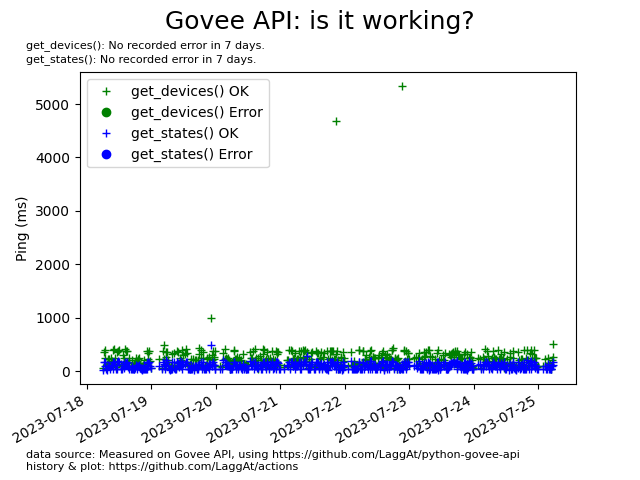 Govee API: is it working?
get_devices(): No recorded error in 7 days.
get_states(): No recorded error in 7 days.
get_devices() OK
get_devices() Error
get_states() OK
get_states() Error
Ping (ms)
5000
4000
3000
2000
1000
0
2023-07-18
2023-07-19
2023-07-20
2023-07-21
2023-07-22
2023-07-23
2023-07-24
2023-07-25
data source: Measured on Govee API, using https://github.com/LaggAt/python-govee-api
history & plot: https://github.com/LaggAt/actions